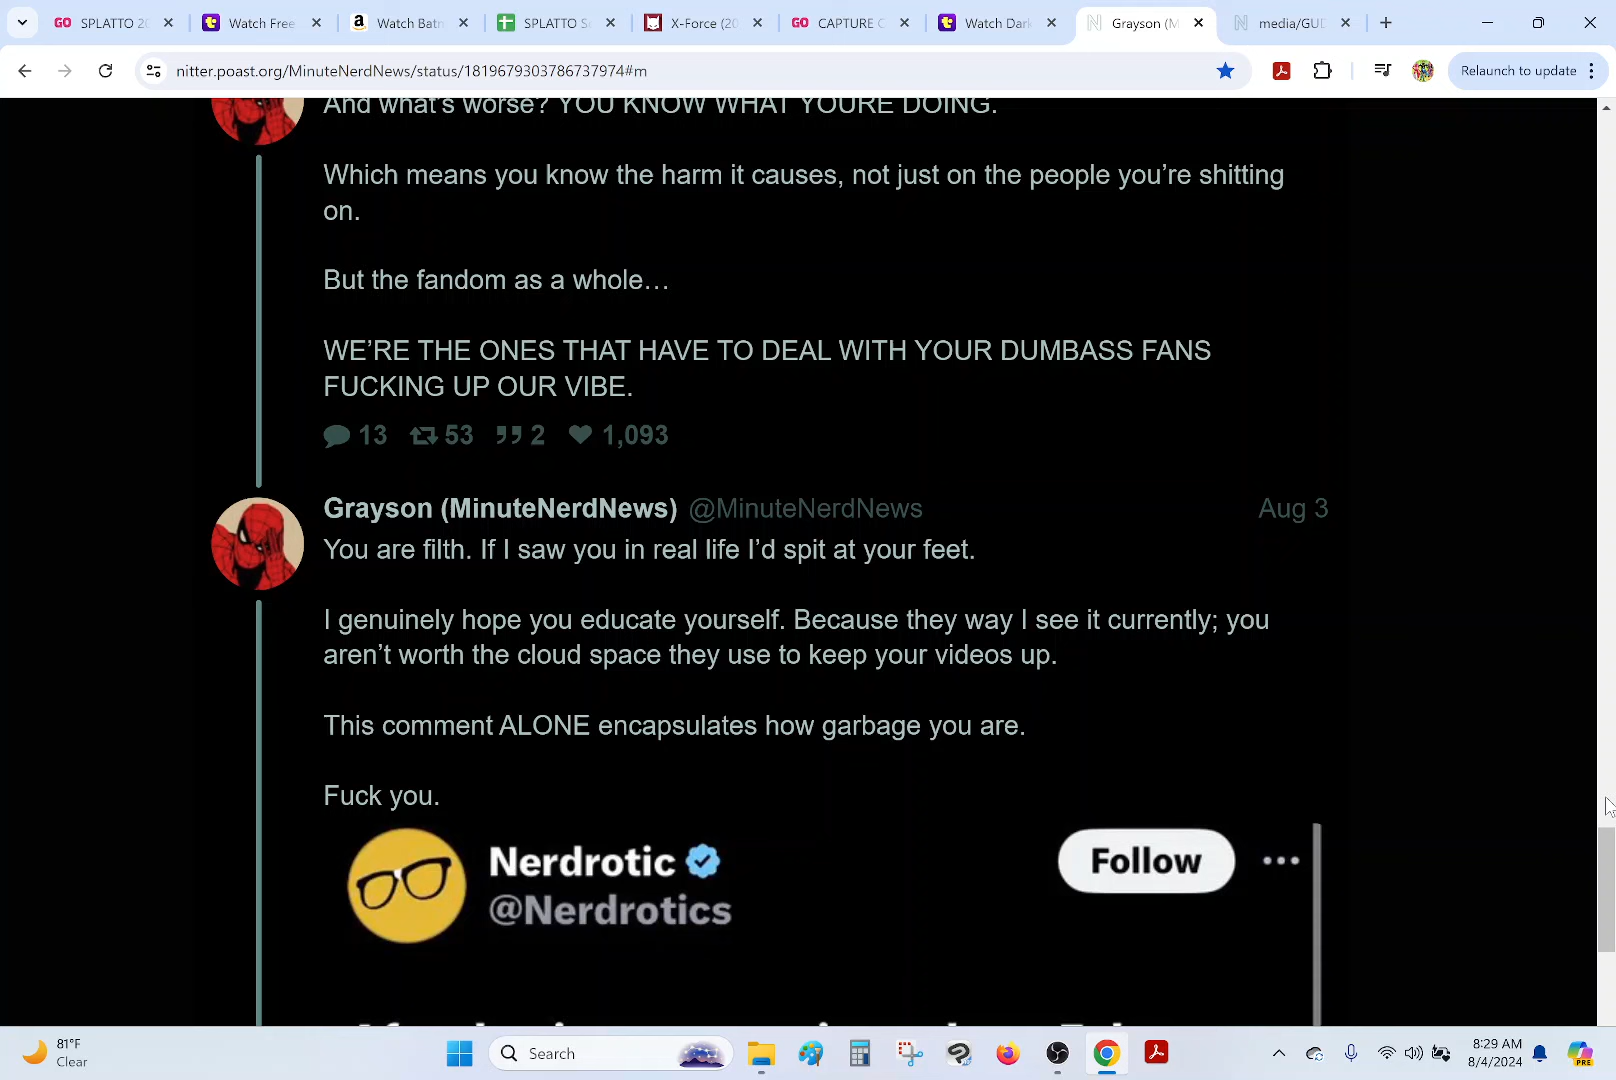 SPLATTO 20
Watch Free
Watch Batm
SPLATTO Se
X-Force (20
CAPTURE C
Watch Dark
Grayson (M
media/GUD
nitter.poast.org/MinuteNerdNews/status/1819679303786737974#m
Relaunch to update
And what's worse? YOU KNOW WHAT YOURE DOING.
Which means you know the harm it causes, not just on the people you're shitting
on.
But the fandom as a whole…
WE'RE THE ONES THAT HAVE TO DEAL WITH YOUR DUMBASS FANS
FUCKING UP OUR VIBE.
13 53 2 1,093
Grayson (MinuteNerdNews) @MinuteNerdNews Aug 3
You are filth. If I saw you in real life I'd spit at your feet.
I genuinely hope you educate yourself. Because they way I see it currently; you
aren't worth the cloud space they use to keep your videos up.
This comment ALONE encapsulates how garbage you are.
Fuck you.
Nerdrotic Follow
@Nerdrotics
81°F
Clear
Search
8:29 AM
8/4/2024